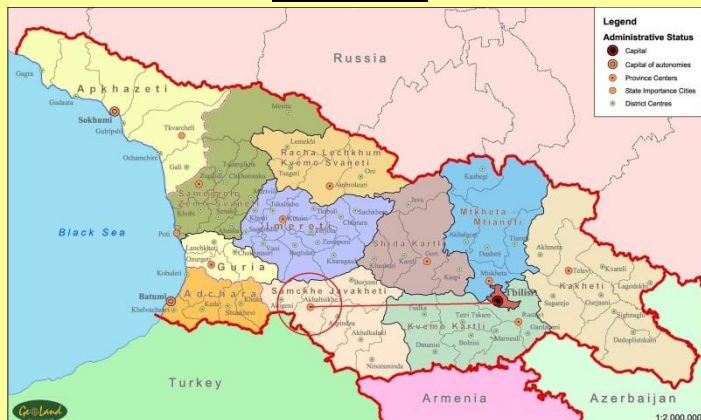 Russia
Legend
Administrative Status
Capital
Capital of autonomies
Province Centers
State Importance Cities
District Centres
Gagra
Apkhazeti
Gudauta
Sokhumi
Gulripshi
Tkvarcheli
Ochamchire
Gali
Mestia
Lentekhi
Racha Lechkhum
Kvemo Svaneti
Tsageri
Oni
Ambrolauri
Zugdidi
Chkhorotsku
Samegrelo
Zemo Svaneti
Khobi
Senaki
Martvili
Tskaltubo
Khoni
Tkibuli
Sachkhere
Kutaisi
Chiatura
Imereti
Vani
Baghdati
Zestaponi
Kharagauli
Java
Shida Kartli
Khashuri
Kareli
Gori
Kaspi
Kazbegi
Mtkheta -
Mtianeti
Akhalgori
Dusheti
Tianeti
Mtskheta
Tbilisi
Black Sea
Poti
Lanchkhuti
Ozurgeti
Chokhatauri
Guria
Kobuleti
Batumi
Adchara
Keda
Khulo
Shuakhevi
Khelvachauri
Samckhe Javakheti
Borjomi
Adigeni
Akhaltsikhe
Aspindza
Akhalkalaki
Ninotsminda
Tsalka
Tetri Tskaro
Rustavi
Gardabani
Kvemo Kartli
Dmanisi
Bolnisi
Marneuli
Akhmeta
Telavi
Kvareli
Kakheti
Lagodekhi
Sagarejo
Gurjaani
Sighnaghi
Dedoplistskaro
Turkey
Armenia
Azerbaijan
GeoLand
1:2 000 000